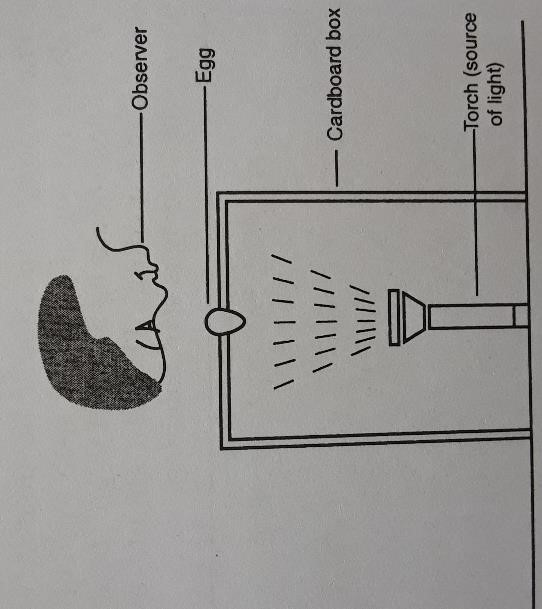 Observer
Egg
Cardboard box
Torch (source
of light)